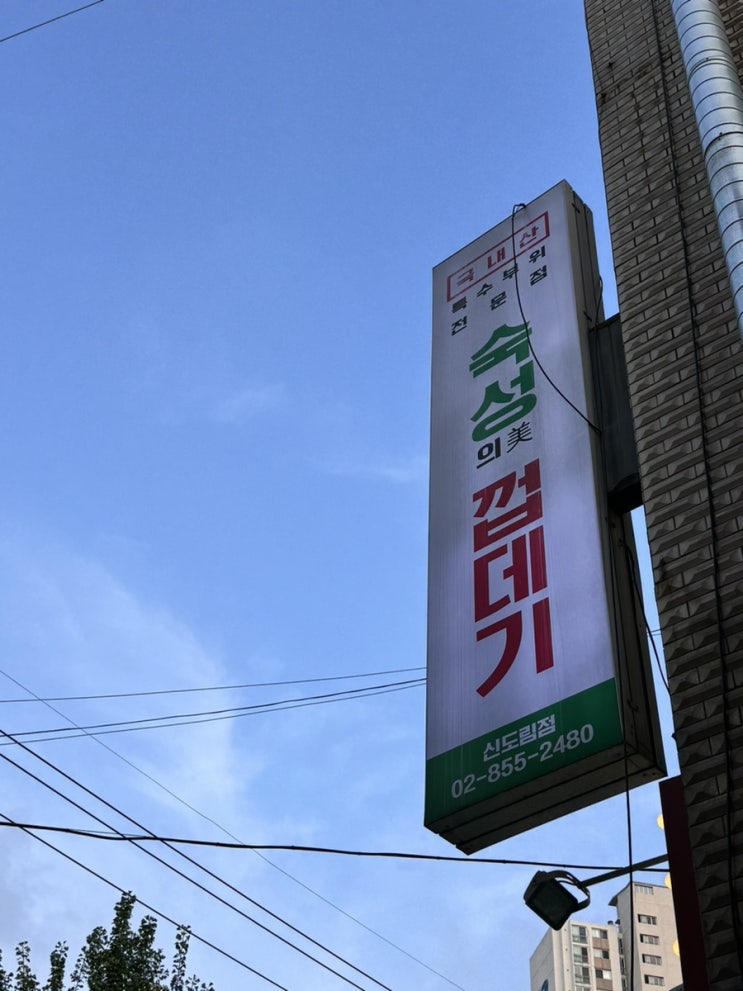 국내산
특수부위
전문점
숙성
의美
껍데기
신도림점
02-855-2480